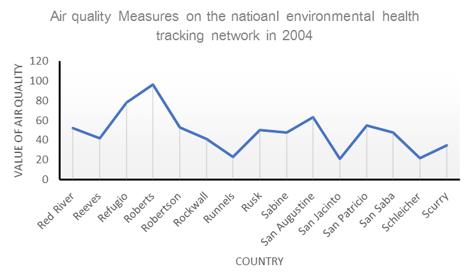 Air quality Measures on the natioanl environmental health
tracking network in 2004
VALUE OF AIR QUALITY
120
100
80
60
40
20
0
Red River
Reeves
Refugio
Roberts
Robertson
Rockwall
Runnels
Rusk
Sabine
San Augustine
San Jacinto
San Patricio
San Saba
Schleicher
Scurry
COUNTRY